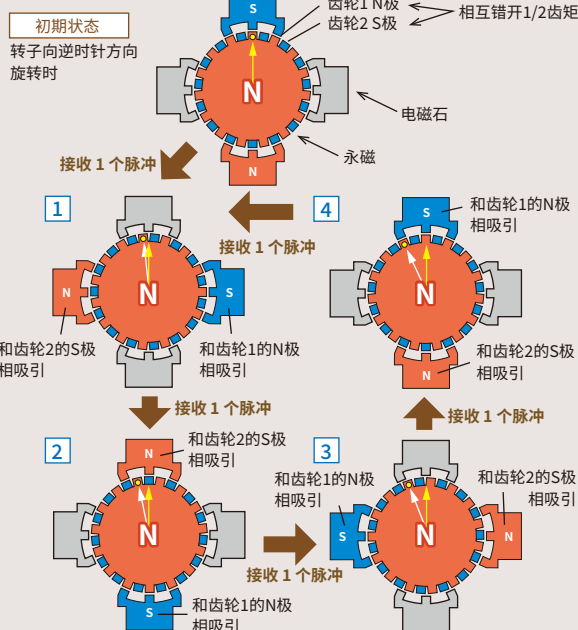 S
齿轮1 N极
齿轮2 S极
相互错开1/2齿矩
初期状态
转子向逆时针方向
旋转时
N
电磁石
永磁
N
接收 1 个脉冲
1
4
接收 1 个脉冲
S
和齿轮1的N极
相吸引
N
N
S
N
和齿轮2的S极
相吸引
和齿轮1的N极
相吸引
和齿轮2的S极
相吸引
N
接收 1 个脉冲
接收 1 个脉冲
2
3
N
和齿轮2的S极
相吸引
和齿轮1的N极
相吸引
和齿轮2的S极
相吸引
N
S
N
N
接收 1 个脉冲
S
和齿轮1的N极
相吸引